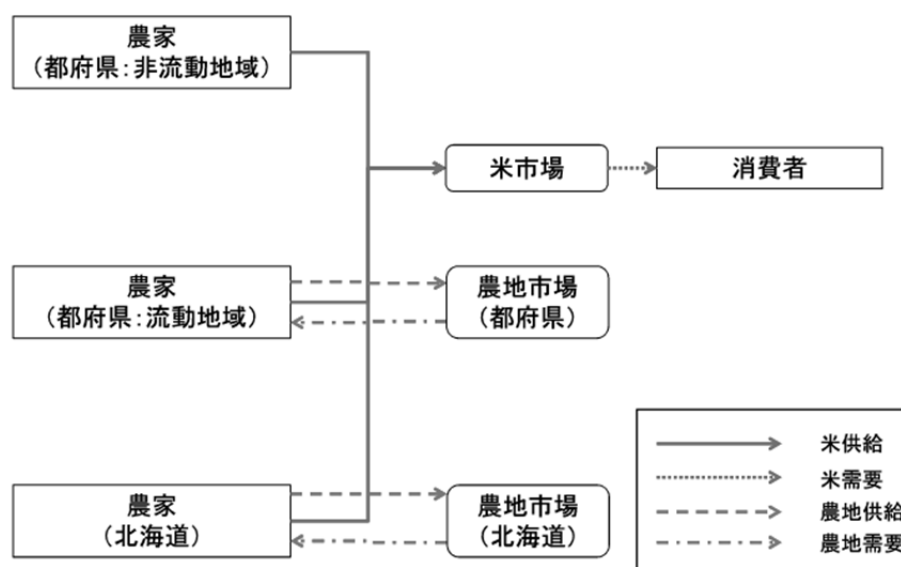 農家
（都府県：非流動地域）
米市場
消費者
農家
（都府県：流動地域）
農地市場
（都府県）
農家
（北海道）
農地市場
（北海道）
米供給
米需要
農地供給
農地需要